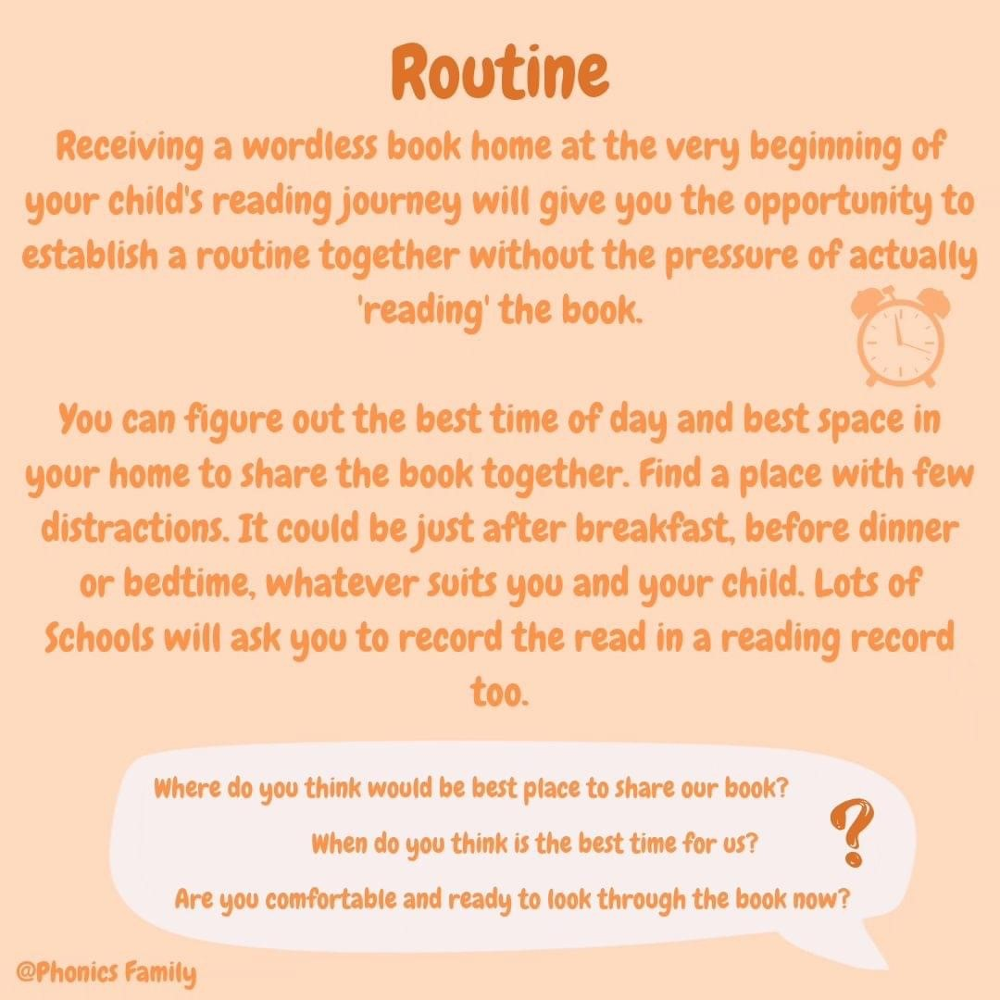 Routine
Receiving a wordless book home at the very beginning of
your child's reading journey will give you the opportunity to
establish a routine together without the pressure of actually
'reading' the book.
You can figure out the best time of day and best space in
your home to share the book together. Find a place with few
distractions. It could be just after breakfast, before dinner
or bedtime, whatever suits you and your child. Lots of
Schools will ask you to record the read in a reading record
too.
Where do you think would be best place to share our book?
When do you think is the best time for us?
Are you comfortable and ready to look through the book now?
?
@Phonics Family